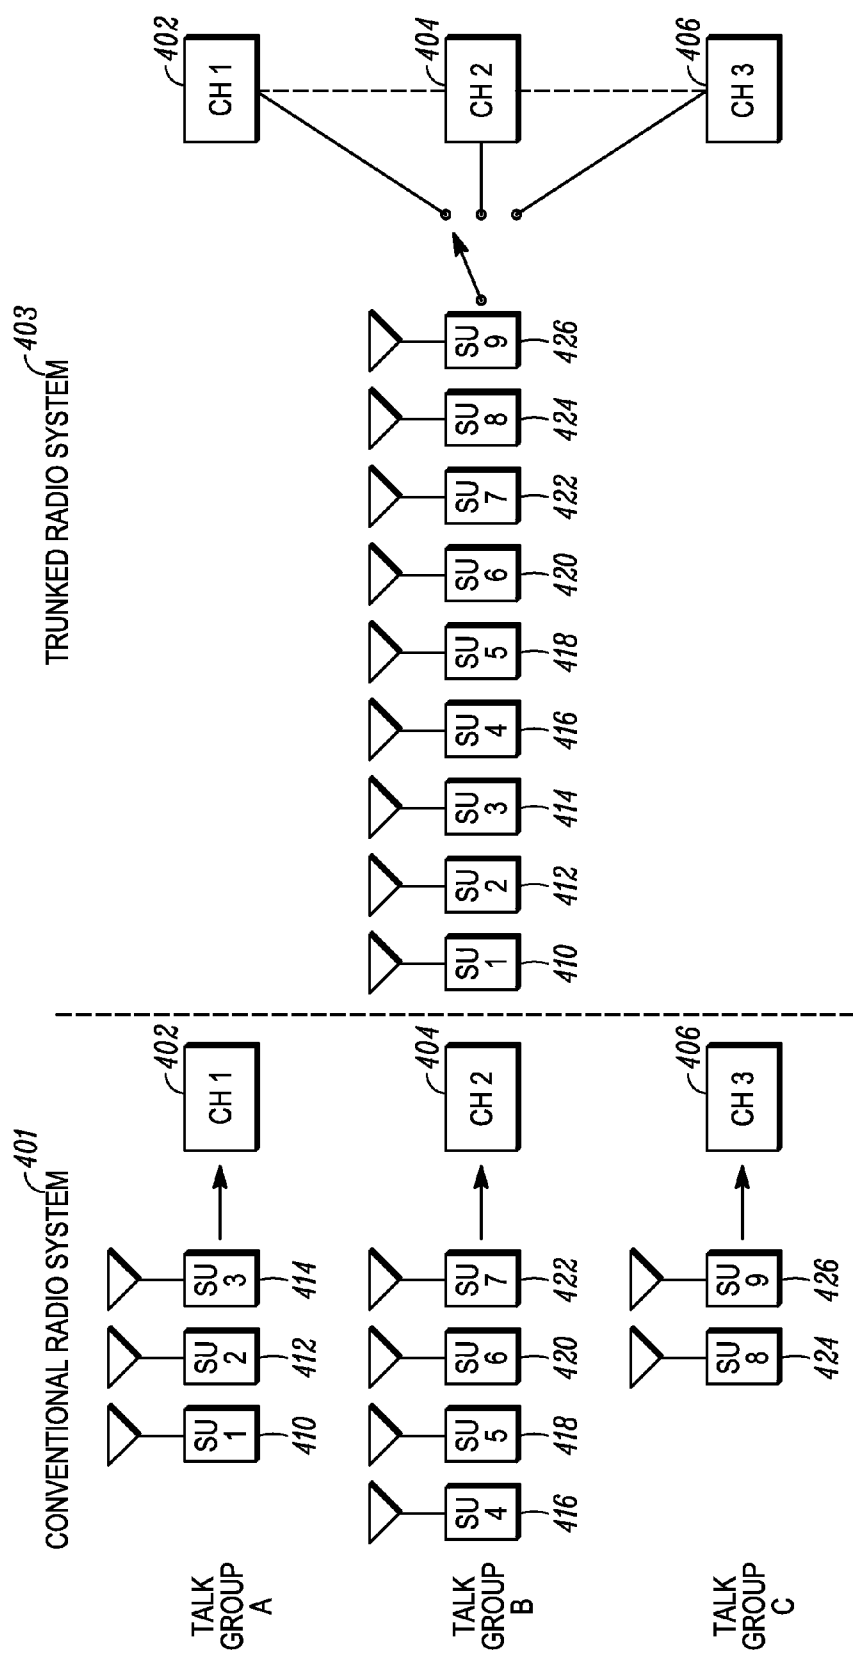 CONVENTIONAL RADIO SYSTEM
401
TALK
GROUP
A
SU
1
410
SU
2
412
SU
3
414
CH 1
402
TALK
GROUP
B
SU
4
416
SU
5
418
SU
6
420
SU
7
422
CH 2
404
TALK
GROUP
C
SU
8
424
SU
9
426
CH 3
406
TRUNKED RADIO SYSTEM
403
SU
1
410
SU
2
412
SU
3
414
SU
4
416
SU
5
418
SU
6
420
SU
7
422
SU
8
424
SU
9
426
CH 1
402
CH 2
404
CH 3
406